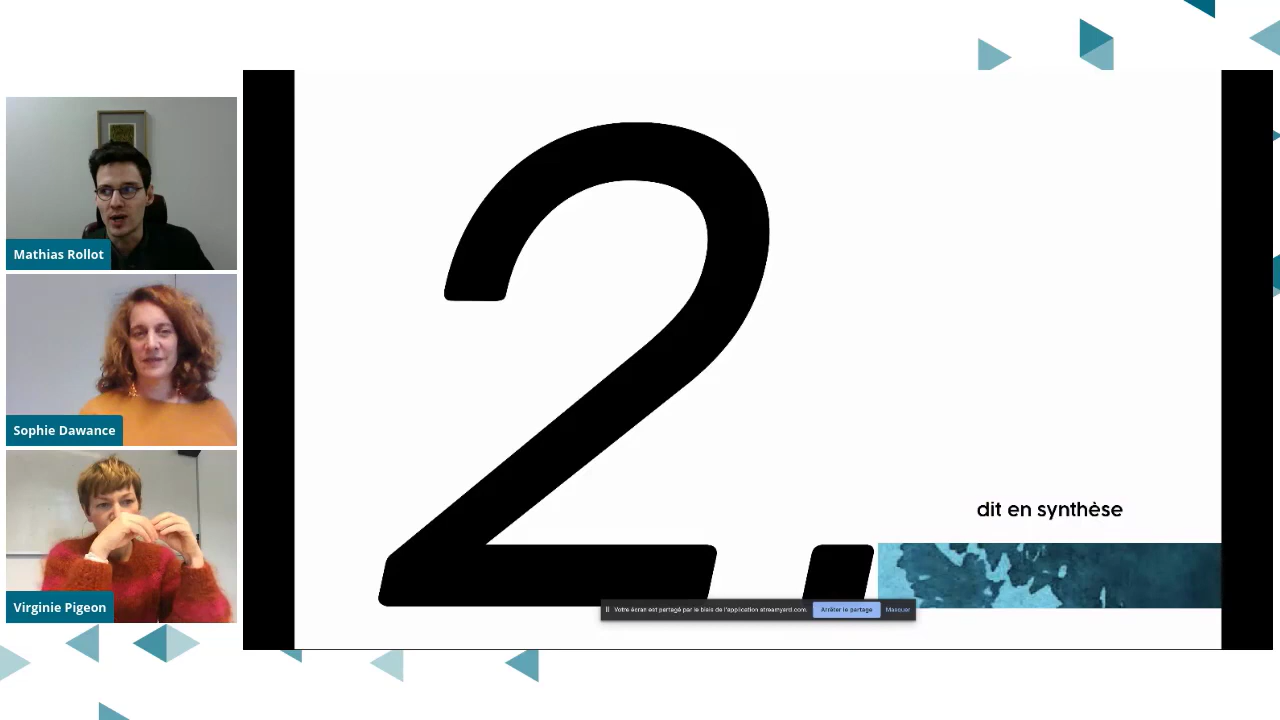 Mathias Rollot
Sophie Dawance
Virginie Pigeon
2.
dit en synthèse
Votre écran est partagé par le biais de l'application streamyard.com.
Arrêter le partage
Masquer